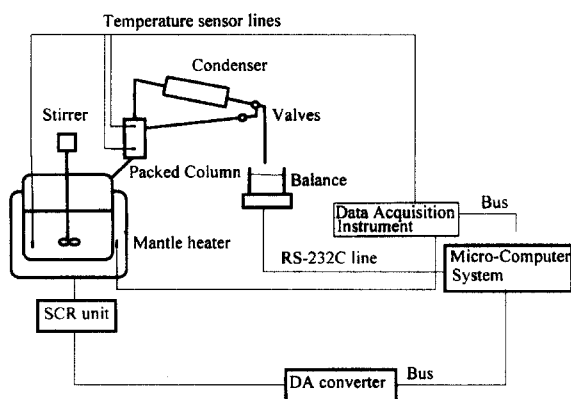 Temperature sensor lines
Condenser
Stirrer
Valves
Packed Column
Balance
Bus
Data Acquisition
Instrument
Mantle heater
RS-232C line
Micro-Computer
System
SCR unit
Bus
DA converter